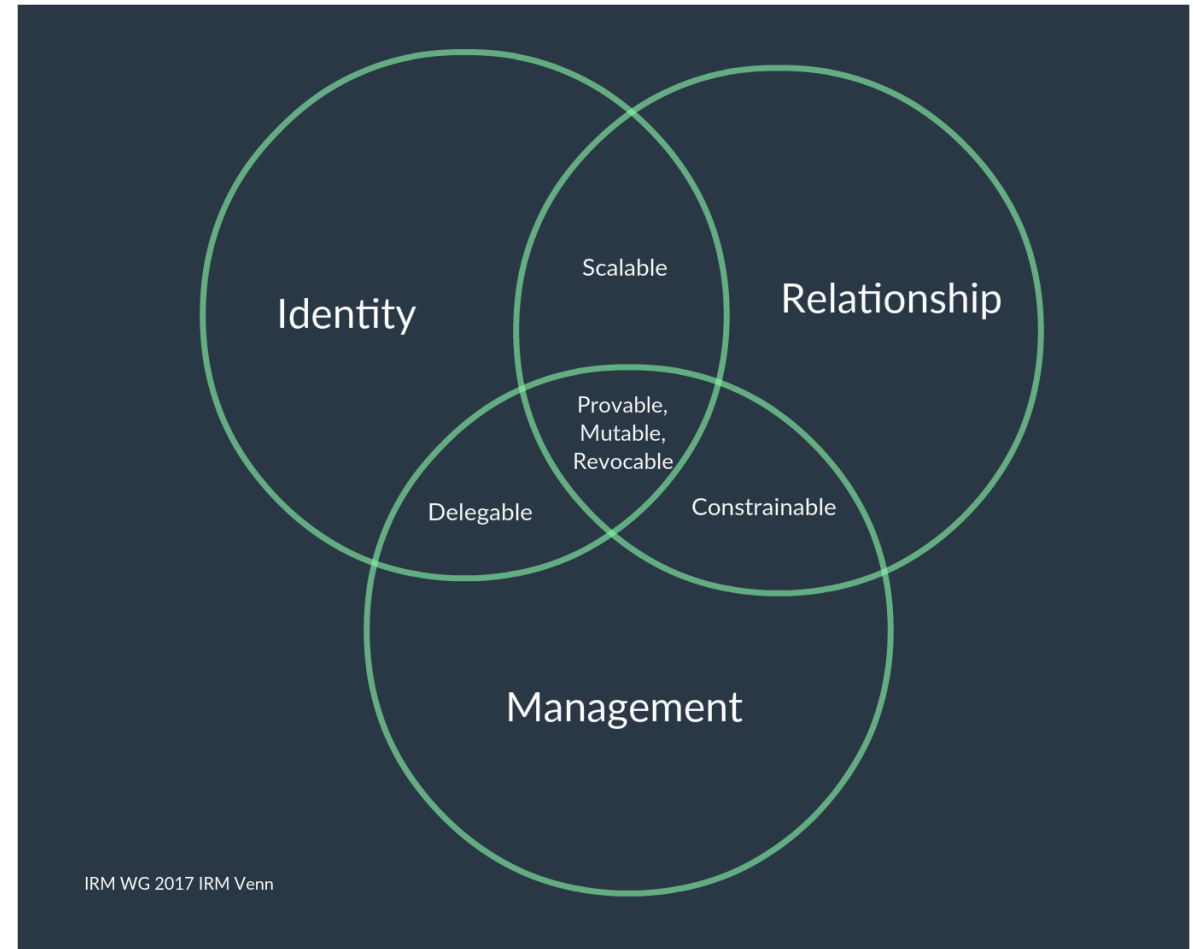 Scalable
Identity
Relationship
Provable,
Mutable,
Revocable
Delegable
Constrainable
Management
IRM WG 2017 IRM Venn